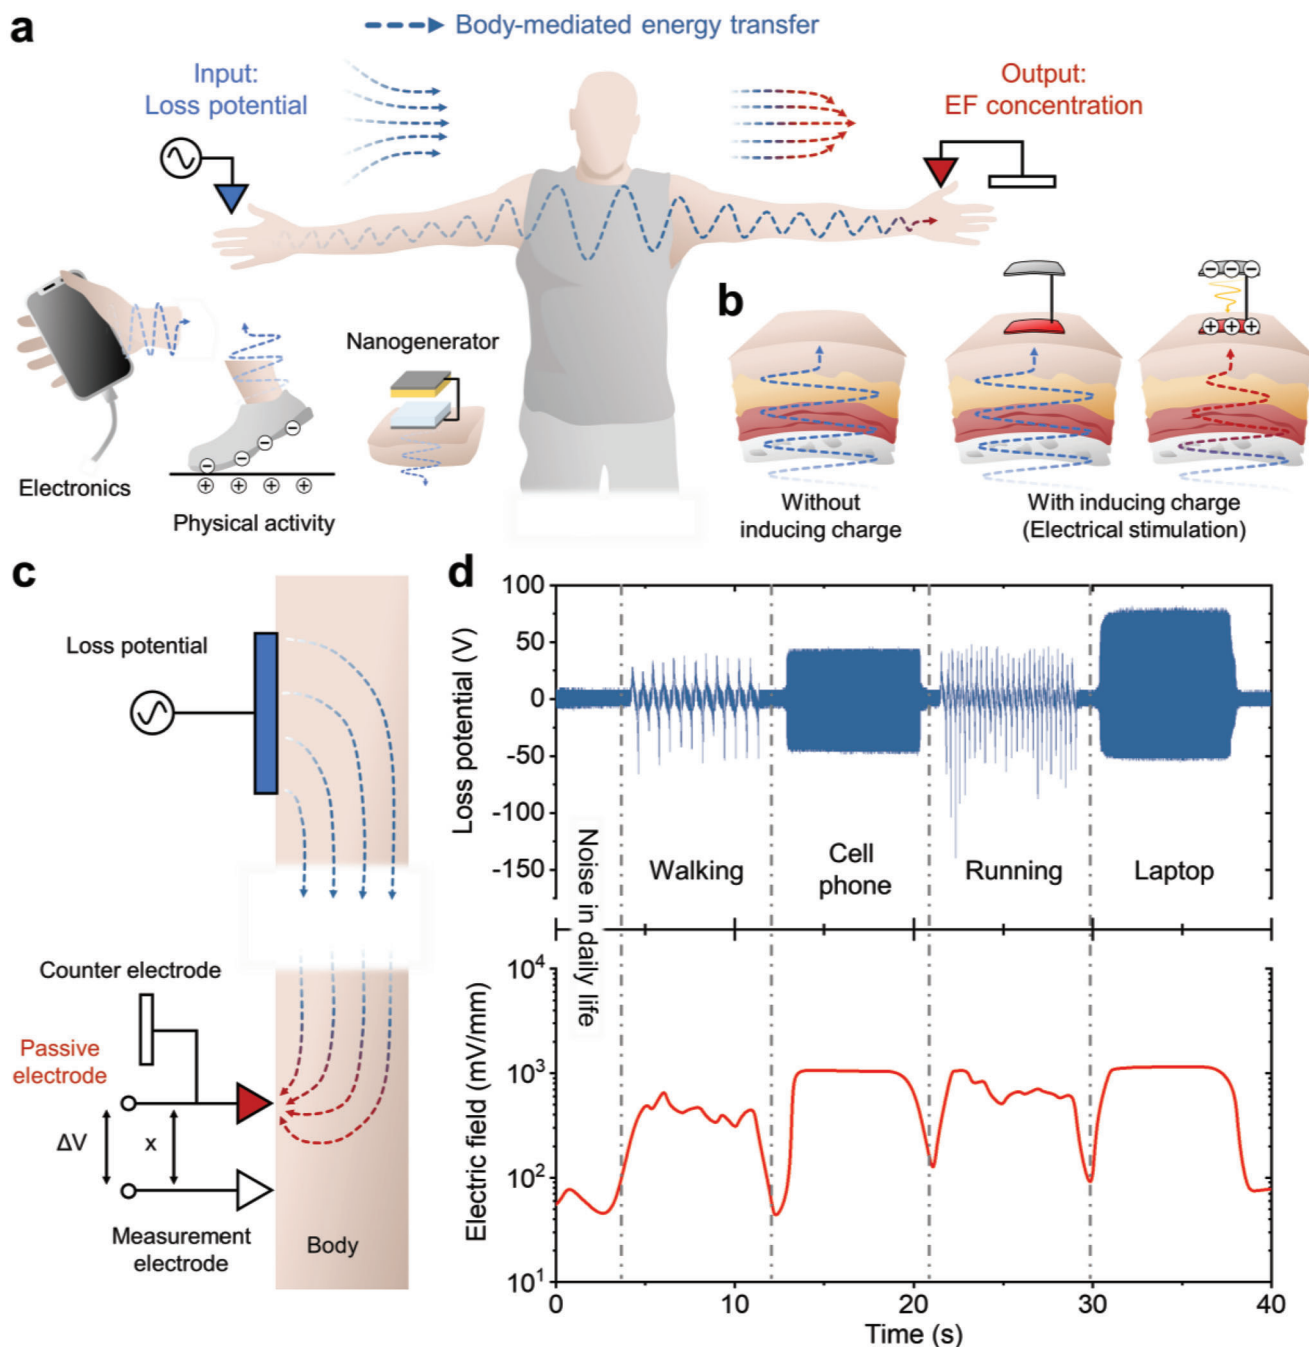 a
Body-mediated energy transfer
Input:
Loss potential
Output:
EF concentration
Nanogenerator
Electronics
Physical activity
b
Without
inducing charge
With inducing charge
(Electrical stimulation)
c
Loss potential
Counter electrode
Passive
electrode
ΔV
x
Measurement
electrode
Body
d
Loss potential (V)
100
50
0
-50
-100
-150
Noise in daily life
Walking
Cell
phone
Running
Laptop
Electric field (mV/mm)
10⁴
10³
10²
10¹
0
10
20
30
40
Time (s)